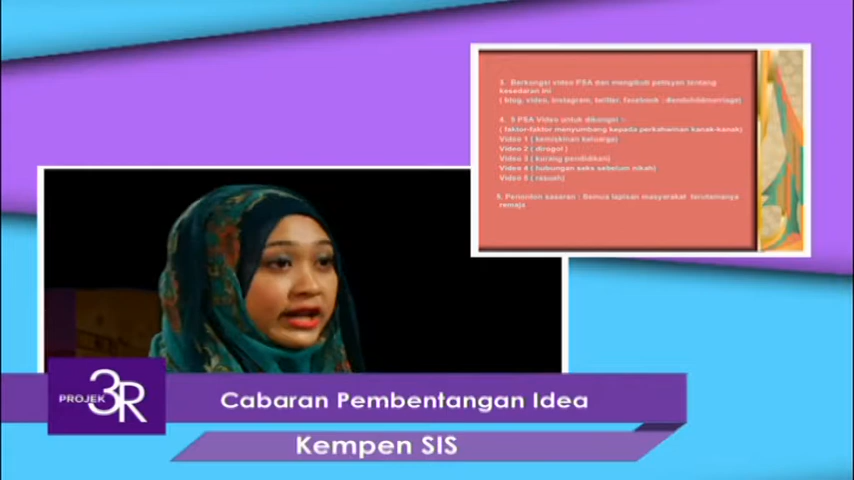 3. Berkongsi video PSA dan mengikuti petisyen tentang
kesedaran ini
( blog, video, instagram, twitter, facebook : #endchildmarriage)
4. 5 PSA Video untuk dikongsi :
( faktor-faktor menyumbang kepada perkahwinan kanak-kanak)
Video 1 ( kemiskinan keluarga)
Video 2 ( dirogol )
Video 3 ( kurang pendidikan)
Video 4 ( hubungan seks sebelum nikah)
Video 5 ( rasuah)
5. Penonton sasaran : Semua lapisan masyarakat terutamanya
remaja
PROJEK 3R
Cabaran Pembentangan Idea
Kempen SIS